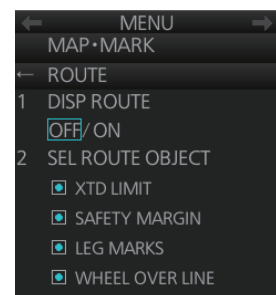 ← MENU →
MAP•MARK
← ROUTE
1 DISP ROUTE
OFF/ ON
2 SEL ROUTE OBJECT
XTD LIMIT
SAFETY MARGIN
LEG MARKS
WHEEL OVER LINE